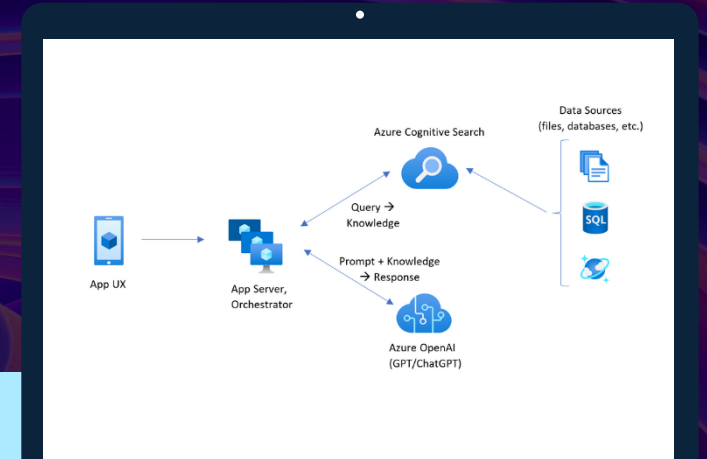 Data Sources
(files, databases, etc.)
Azure Cognitive Search
SQL
Query →
Knowledge
Prompt + Knowledge
→ Response
App UX
App Server,
Orchestrator
Azure OpenAI
(GPT/ChatGPT)